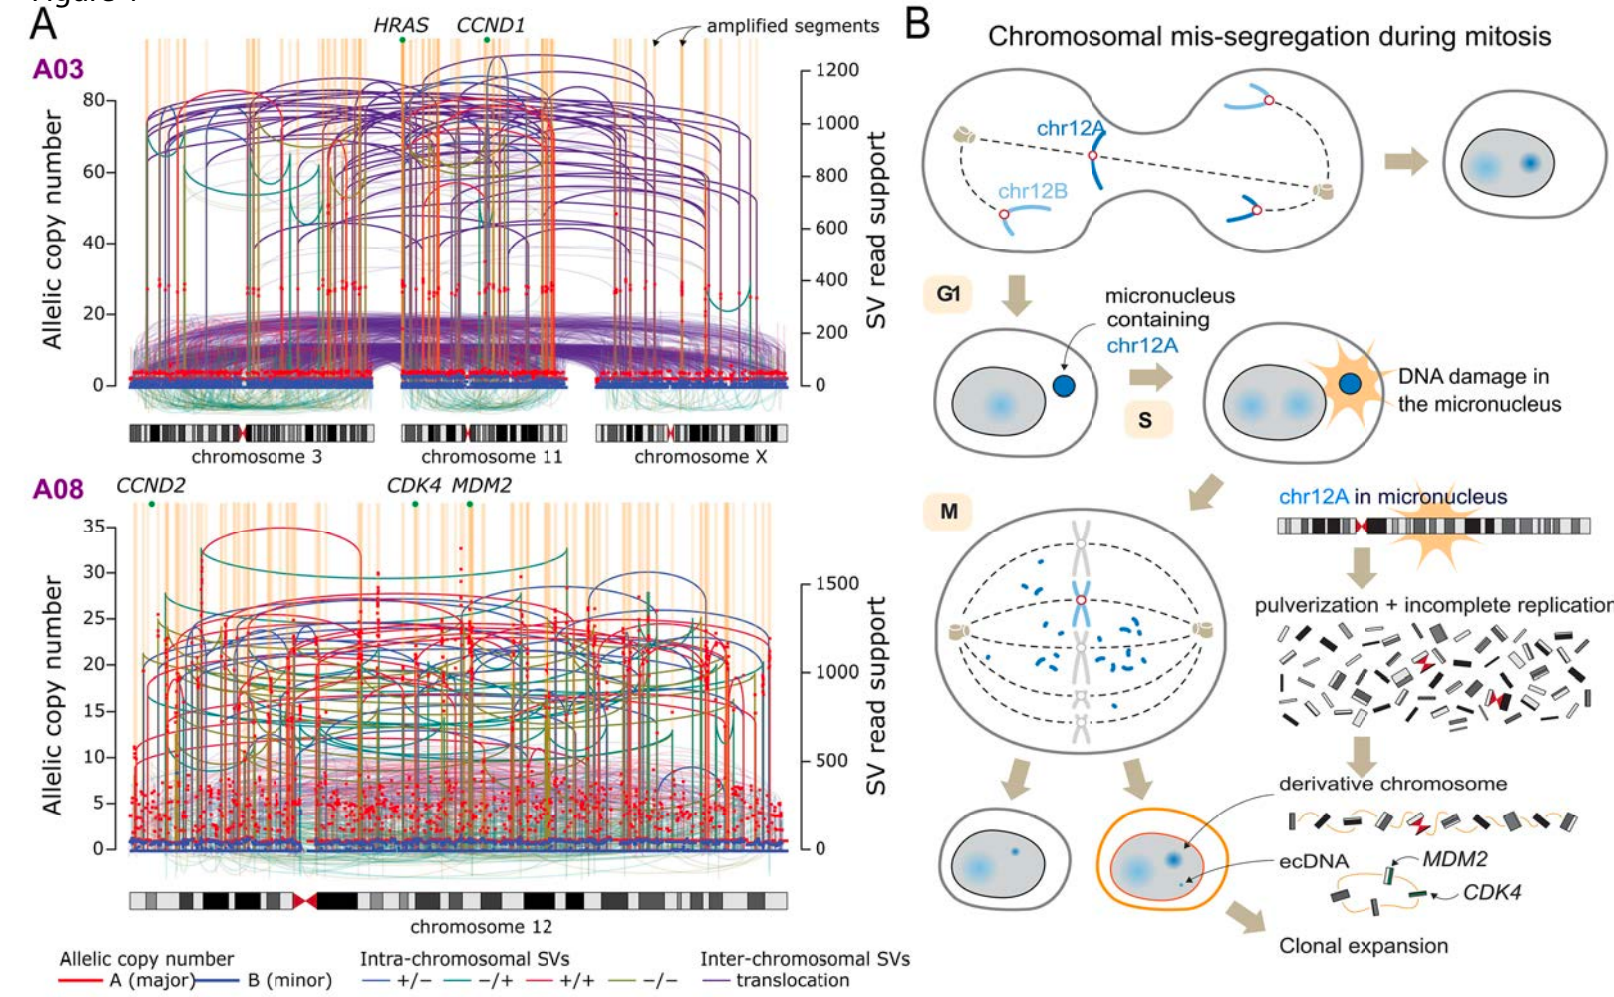 A
HRAS CCND1
amplified segments
A03
Allelic copy number
80
60
40
20
0
1200
1000
800
600
400
200
0
SV read support
chromosome 3
chromosome 11
chromosome X
A08
CCND2
CDK4 MDM2
Allelic copy number
35
30
25
20
15
10
5
0
1500
1000
500
0
SV read support
chromosome 12
Allelic copy number
A (major)
B (minor)
Intra-chromosomal SVs
+/− −/+ +/+ −/−
Inter-chromosomal SVs
translocation
B
Chromosomal mis-segregation during mitosis
chr12A
chr12B
G1
micronucleus
containing
chr12A
S
DNA damage in
the micronucleus
M
chr12A in micronucleus
pulverization + incomplete replication
derivative chromosome
ecDNA
MDM2
CDK4
Clonal expansion